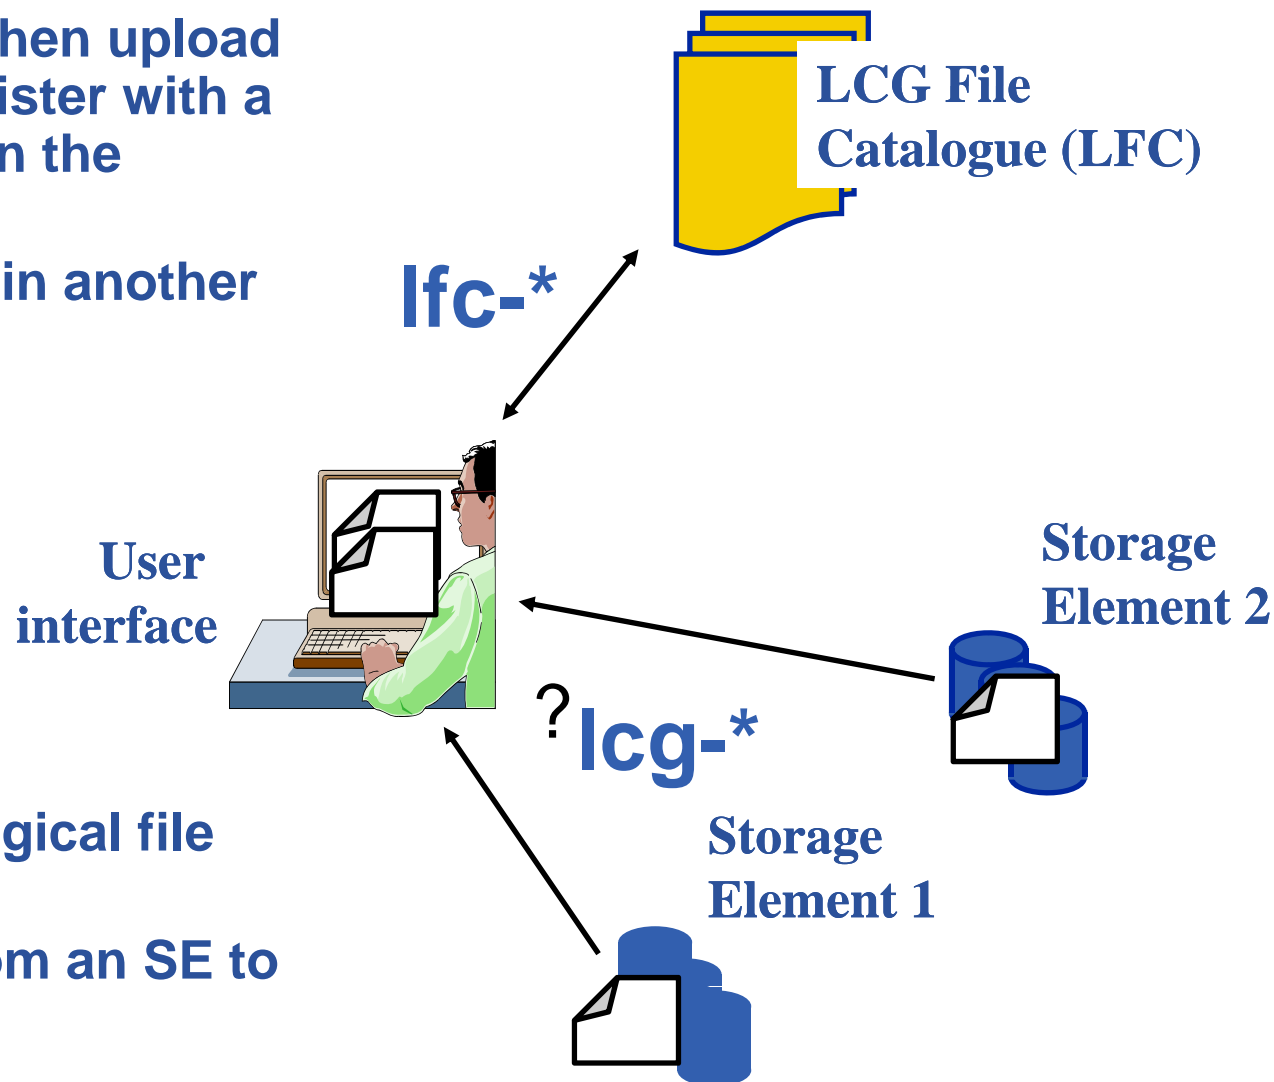 hen upload
ister with a
n the
in another
LCG File
Catalogue (LFC)
lfc-*
User
interface
Storage
Element 2
?
lcg-*
Storage
Element 1
gical file
om an SE to